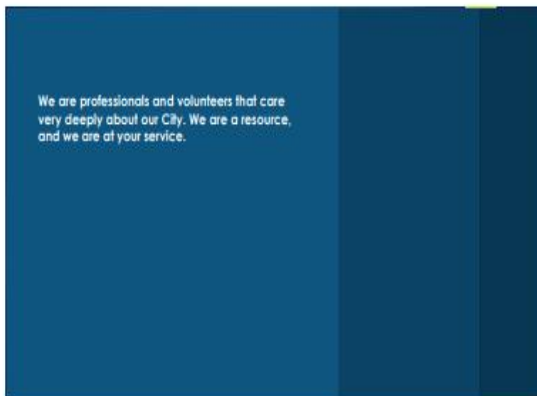 We are professionals and volunteers that care
very deeply about our City. We are a resource,
and we are at your service.